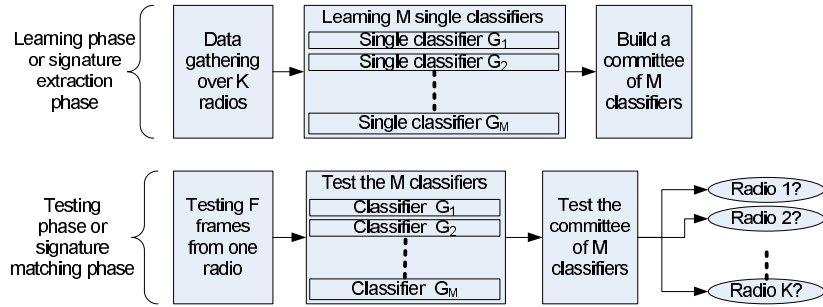 Learning phase
or signature
extraction
phase
Data
gathering
over K
radios
Learning M single classifiers
Single classifier G1
Single classifier G2
Single classifier GM
Build a
committee
of M
classifiers
Testing
phase or
signature
matching phase
Testing F
frames
from one
radio
Test the M classifiers
Classifier G1
Classifier G2
Classifier GM
Test the
committee
of M
classifiers
Radio 1?
Radio 2?
Radio K?